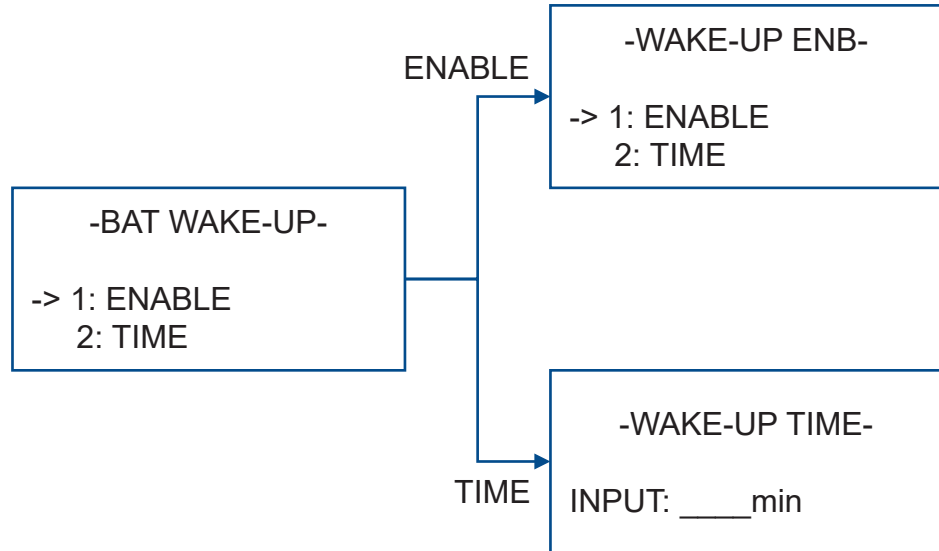 -BAT WAKE-UP-
-> 1: ENABLE
2: TIME
ENABLE
-WAKE-UP ENB-
-> 1: ENABLE
2: TIME
TIME
-WAKE-UP TIME-
INPUT: ____min